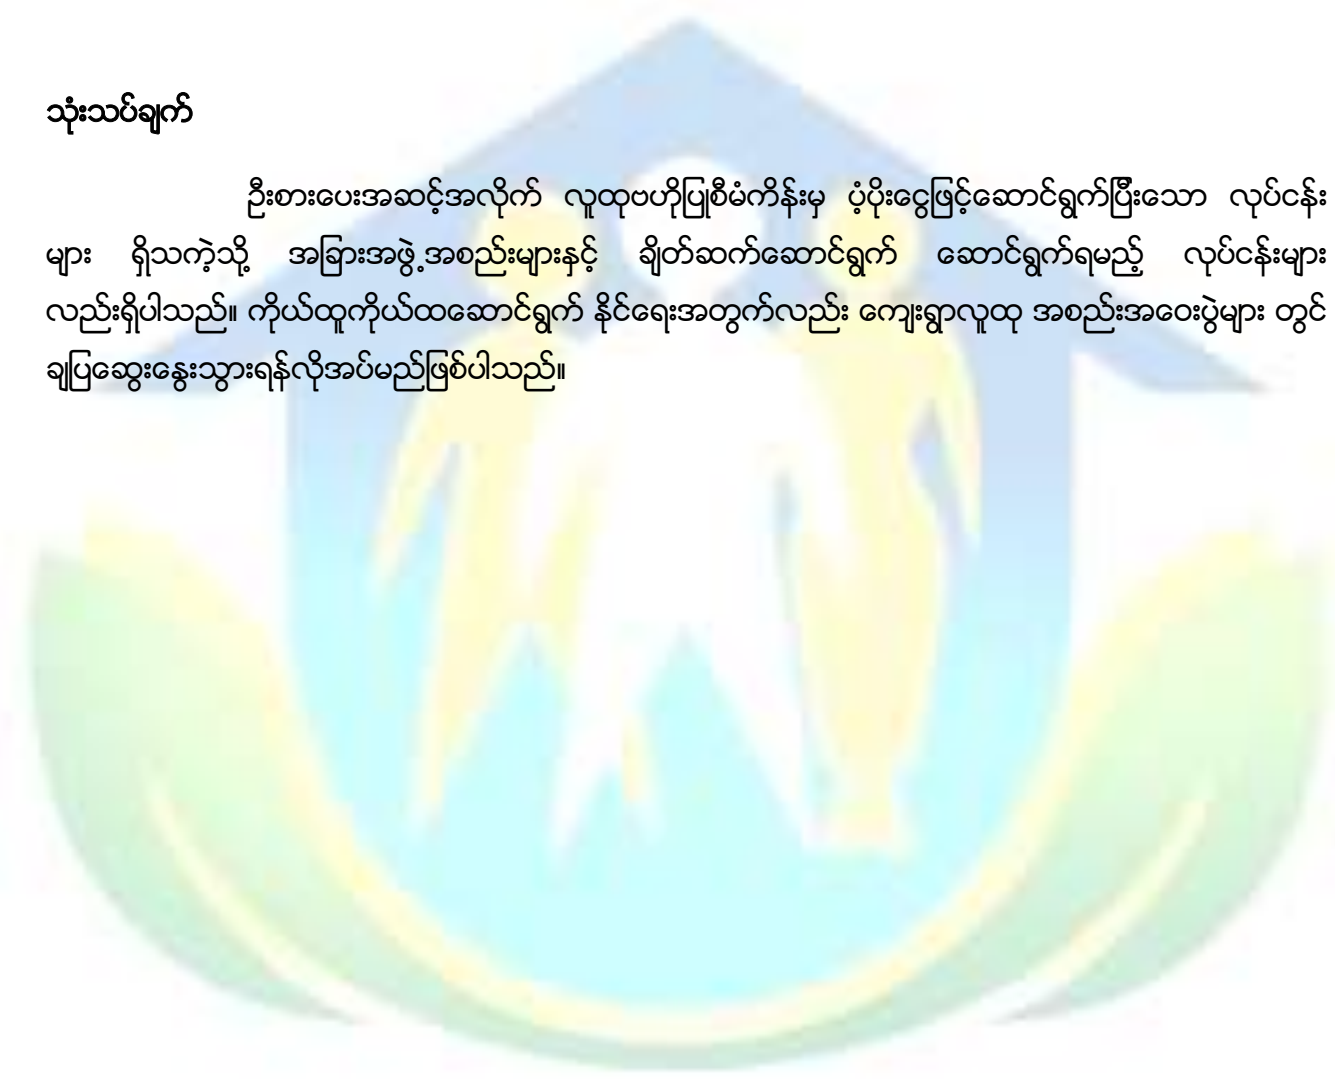 သုံးသပ်ချက်
ဦးစားပေးအဆင့်အလိုက် လူထုဗဟိုပြုစီမံကိန်းမှ ပံ့ပိုးငွေဖြင့်ဆောင်ရွက်ပြီးသော လုပ်ငန်း
များ ရှိသကဲ့သို့ အခြားအဖွဲ့အစည်းများနှင့် ချိတ်ဆက်ဆောင်ရွက် ဆောင်ရွက်ရမည့် လုပ်ငန်းများ
လည်းရှိပါသည်။ ကိုယ်ထူကိုယ်ထဆောင်ရွက် နိုင်ရေးအတွက်လည်း ကျေးရွာလူထု အစည်းအဝေးပွဲများ တွင်
ချပြဆွေးနွေးသွားရန်လိုအပ်မည်ဖြစ်ပါသည်။